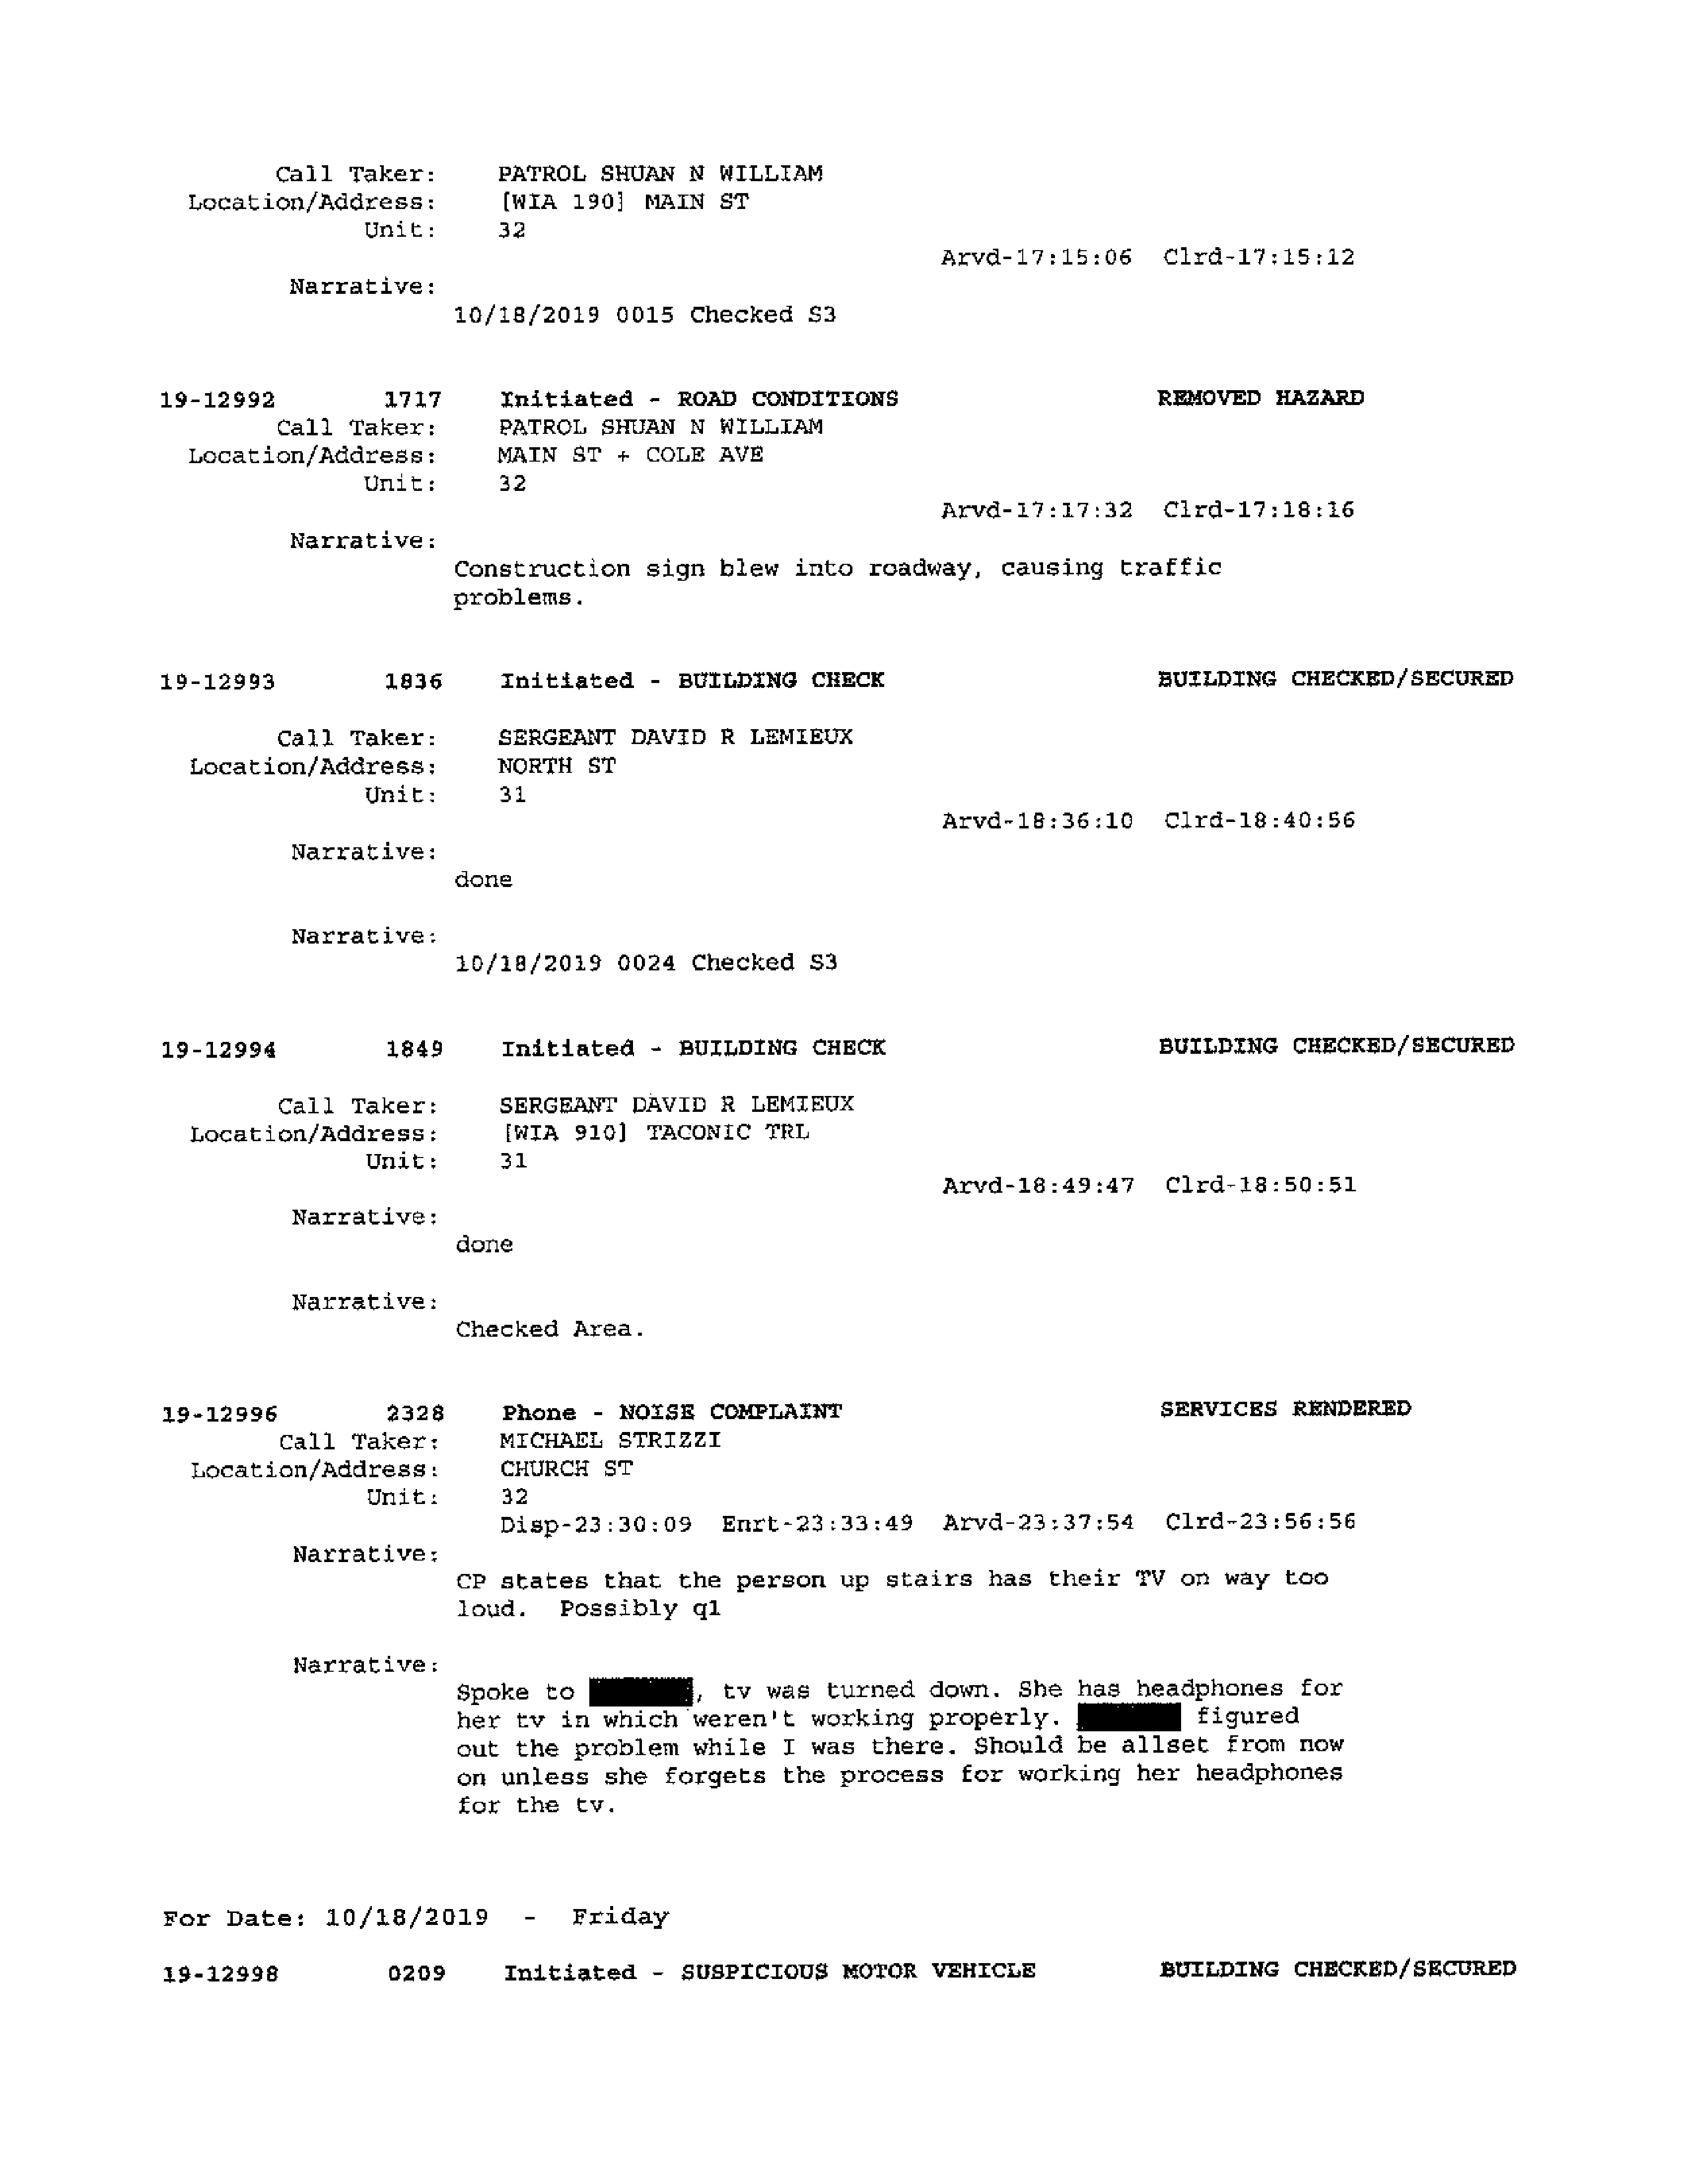 Call Taker: PATROL SHUAN N WILLIAM
Location/Address: [WIA 190] MAIN ST
Unit: 32
Arvd-17:15:06 Clrd-17:15:12
Narrative:
10/18/2019 0015 Checked S3
19-12992 1717 Initiated - ROAD CONDITIONS REMOVED HAZARD
Call Taker: PATROL SHUAN N WILLIAM
Location/Address: MAIN ST + COLE AVE
Unit: 32
Arvd-17:17:32 Clrd-17:18:16
Narrative:
Construction sign blew into roadway, causing traffic
problems.
19-12993 1836 Initiated - BUILDING CHECK BUILDING CHECKED/SECURED
Call Taker: SERGEANT DAVID R LEMIEUX
Location/Address: NORTH ST
Unit: 31
Arvd-18:36:10 Clrd-18:40:56
Narrative:
done
Narrative:
10/18/2019 0024 Checked S3
19-12994 1849 Initiated - BUILDING CHECK BUILDING CHECKED/SECURED
Call Taker: SERGEANT DAVID R LEMIEUX
Location/Address: [WIA 910] TACONIC TRL
Unit: 31
Arvd-18:49:47 Clrd-18:50:51
Narrative:
done
Narrative:
Checked Area.
19-12996 2328 Phone - NOISE COMPLAINT SERVICES RENDERED
Call Taker: MICHAEL STRIZZI
Location/Address: CHURCH ST
Unit: 32
Disp-23:30:09 Enrt-23:33:49 Arvd-23:37:54 Clrd-23:56:56
Narrative:
CP states that the person up stairs has their TV on way too
loud. Possibly q1
Narrative:
Spoke to , tv was turned down. She has headphones for
her tv in which weren't working properly. figured
out the problem while I was there. Should be allset from now
on unless she forgets the process for working her headphones
for the tv.
For Date: 10/18/2019 - Friday
19-12998 0209 Initiated - SUSPICIOUS MOTOR VEHICLE BUILDING CHECKED/SECURED